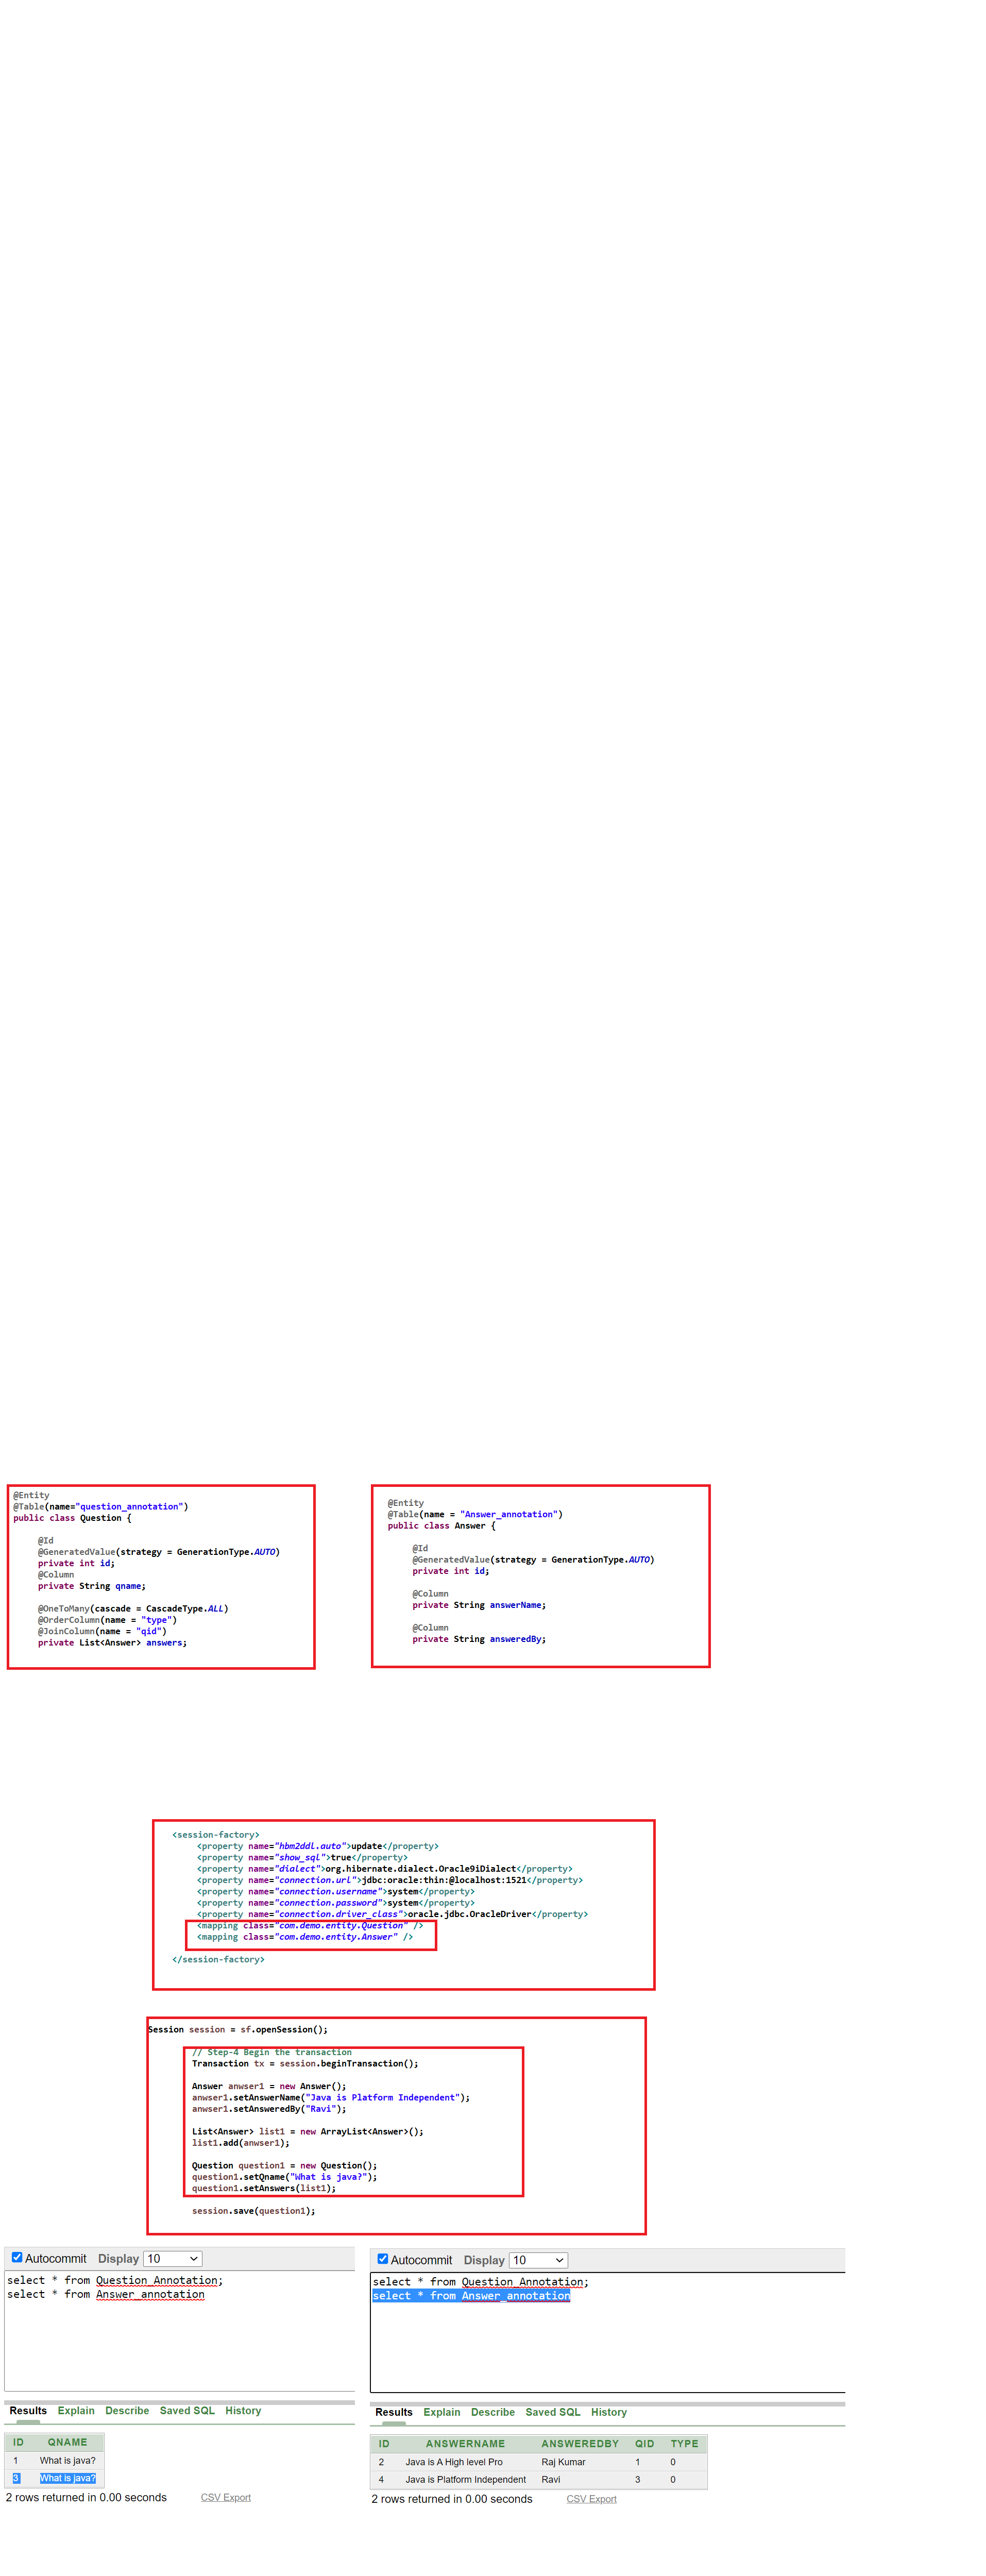 @Entity
@Table(name="question_annotation")
public class Question {
@Id
@GeneratedValue(strategy = GenerationType.AUTO)
private int id;
@Column
private String qname;
@OneToMany(cascade = CascadeType.ALL)
@OrderColumn(name = "type")
@JoinColumn(name = "qid")
private List<Answer> answers;
@Entity
@Table(name = "Answer_annotation")
public class Answer {
@Id
@GeneratedValue(strategy = GenerationType.AUTO)
private int id;
@Column
private String answerName;
@Column
private String answeredBy;
<session-factory>
<property name="hbm2ddl.auto">update</property>
<property name="show_sql">true</property>
<property name="dialect">org.hibernate.dialect.Oracle9iDialect</property>
<property name="connection.url">jdbc:oracle:thin:@localhost:1521</property>
<property name="connection.username">system</property>
<property name="connection.password">system</property>
<property name="connection.driver_class">oracle.jdbc.OracleDriver</property>
<mapping class="com.demo.entity.Question" />
<mapping class="com.demo.entity.Answer" />
</session-factory>
Session session = sf.openSession();
// Step-4 Begin the transaction
Transaction tx = session.beginTransaction();
Answer anwser1 = new Answer();
anwser1.setAnswerName("Java is Platform Independent");
anwser1.setAnsweredBy("Ravi");
List<Answer> list1 = new ArrayList<Answer>();
list1.add(anwser1);
Question question1 = new Question();
question1.setQname("What is java?");
question1.setAnswers(list1);
session.save(question1);
Autocommit Display 10
select * from Question_Annotation;
select * from Answer_annotation
Results Explain Describe Saved SQL History
ID QNAME
1 What is java?
3 What is java?
2 rows returned in 0.00 seconds CSV Export
Autocommit Display 10
select * from Question_Annotation;
select * from Answer_annotation
Results Explain Describe Saved SQL History
ID ANSWERNAME ANSWEREDBY QID TYPE
2 Java is A High level Pro Raj Kumar 1 0
4 Java is Platform Independent Ravi 3 0
2 rows returned in 0.00 seconds CSV Export